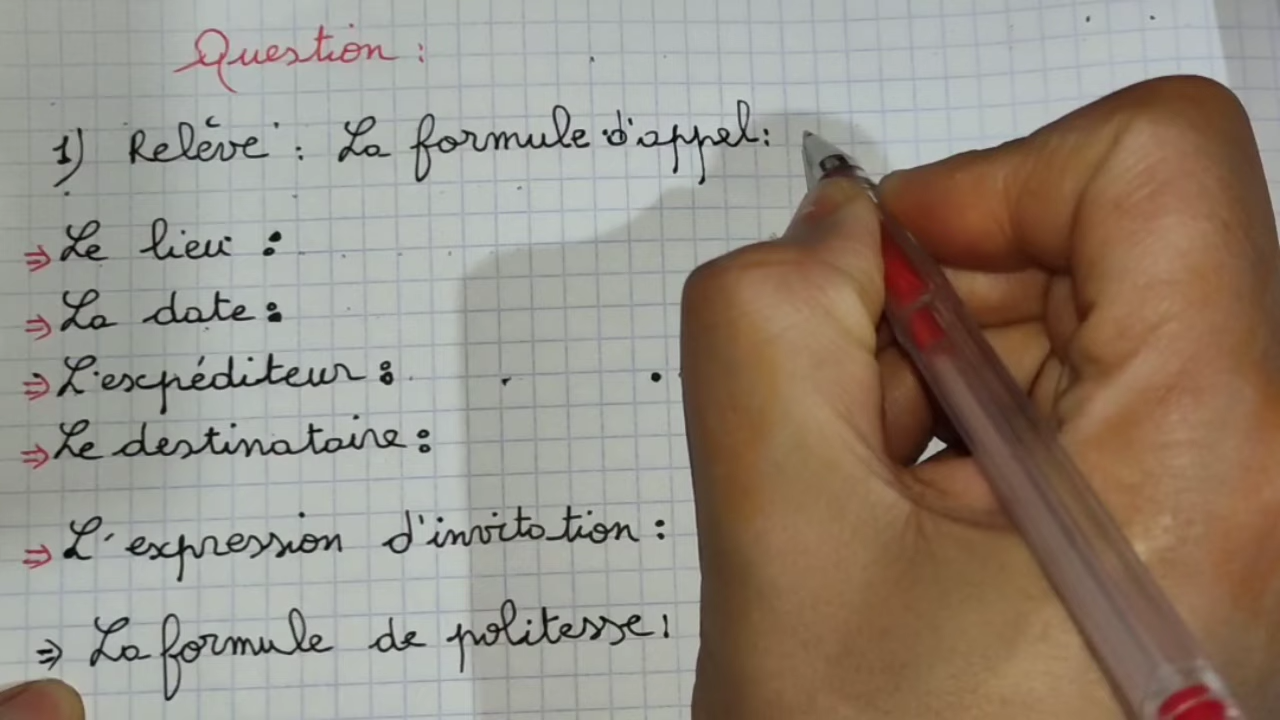 Question :
1) Relève : La formule d'appel:
⇒ Le lieu :
⇒ La date :
⇒ L'expéditeur :
⇒ Le destinataire :
⇒ L'expression d'invitation :
⇒ La formule de politesse :